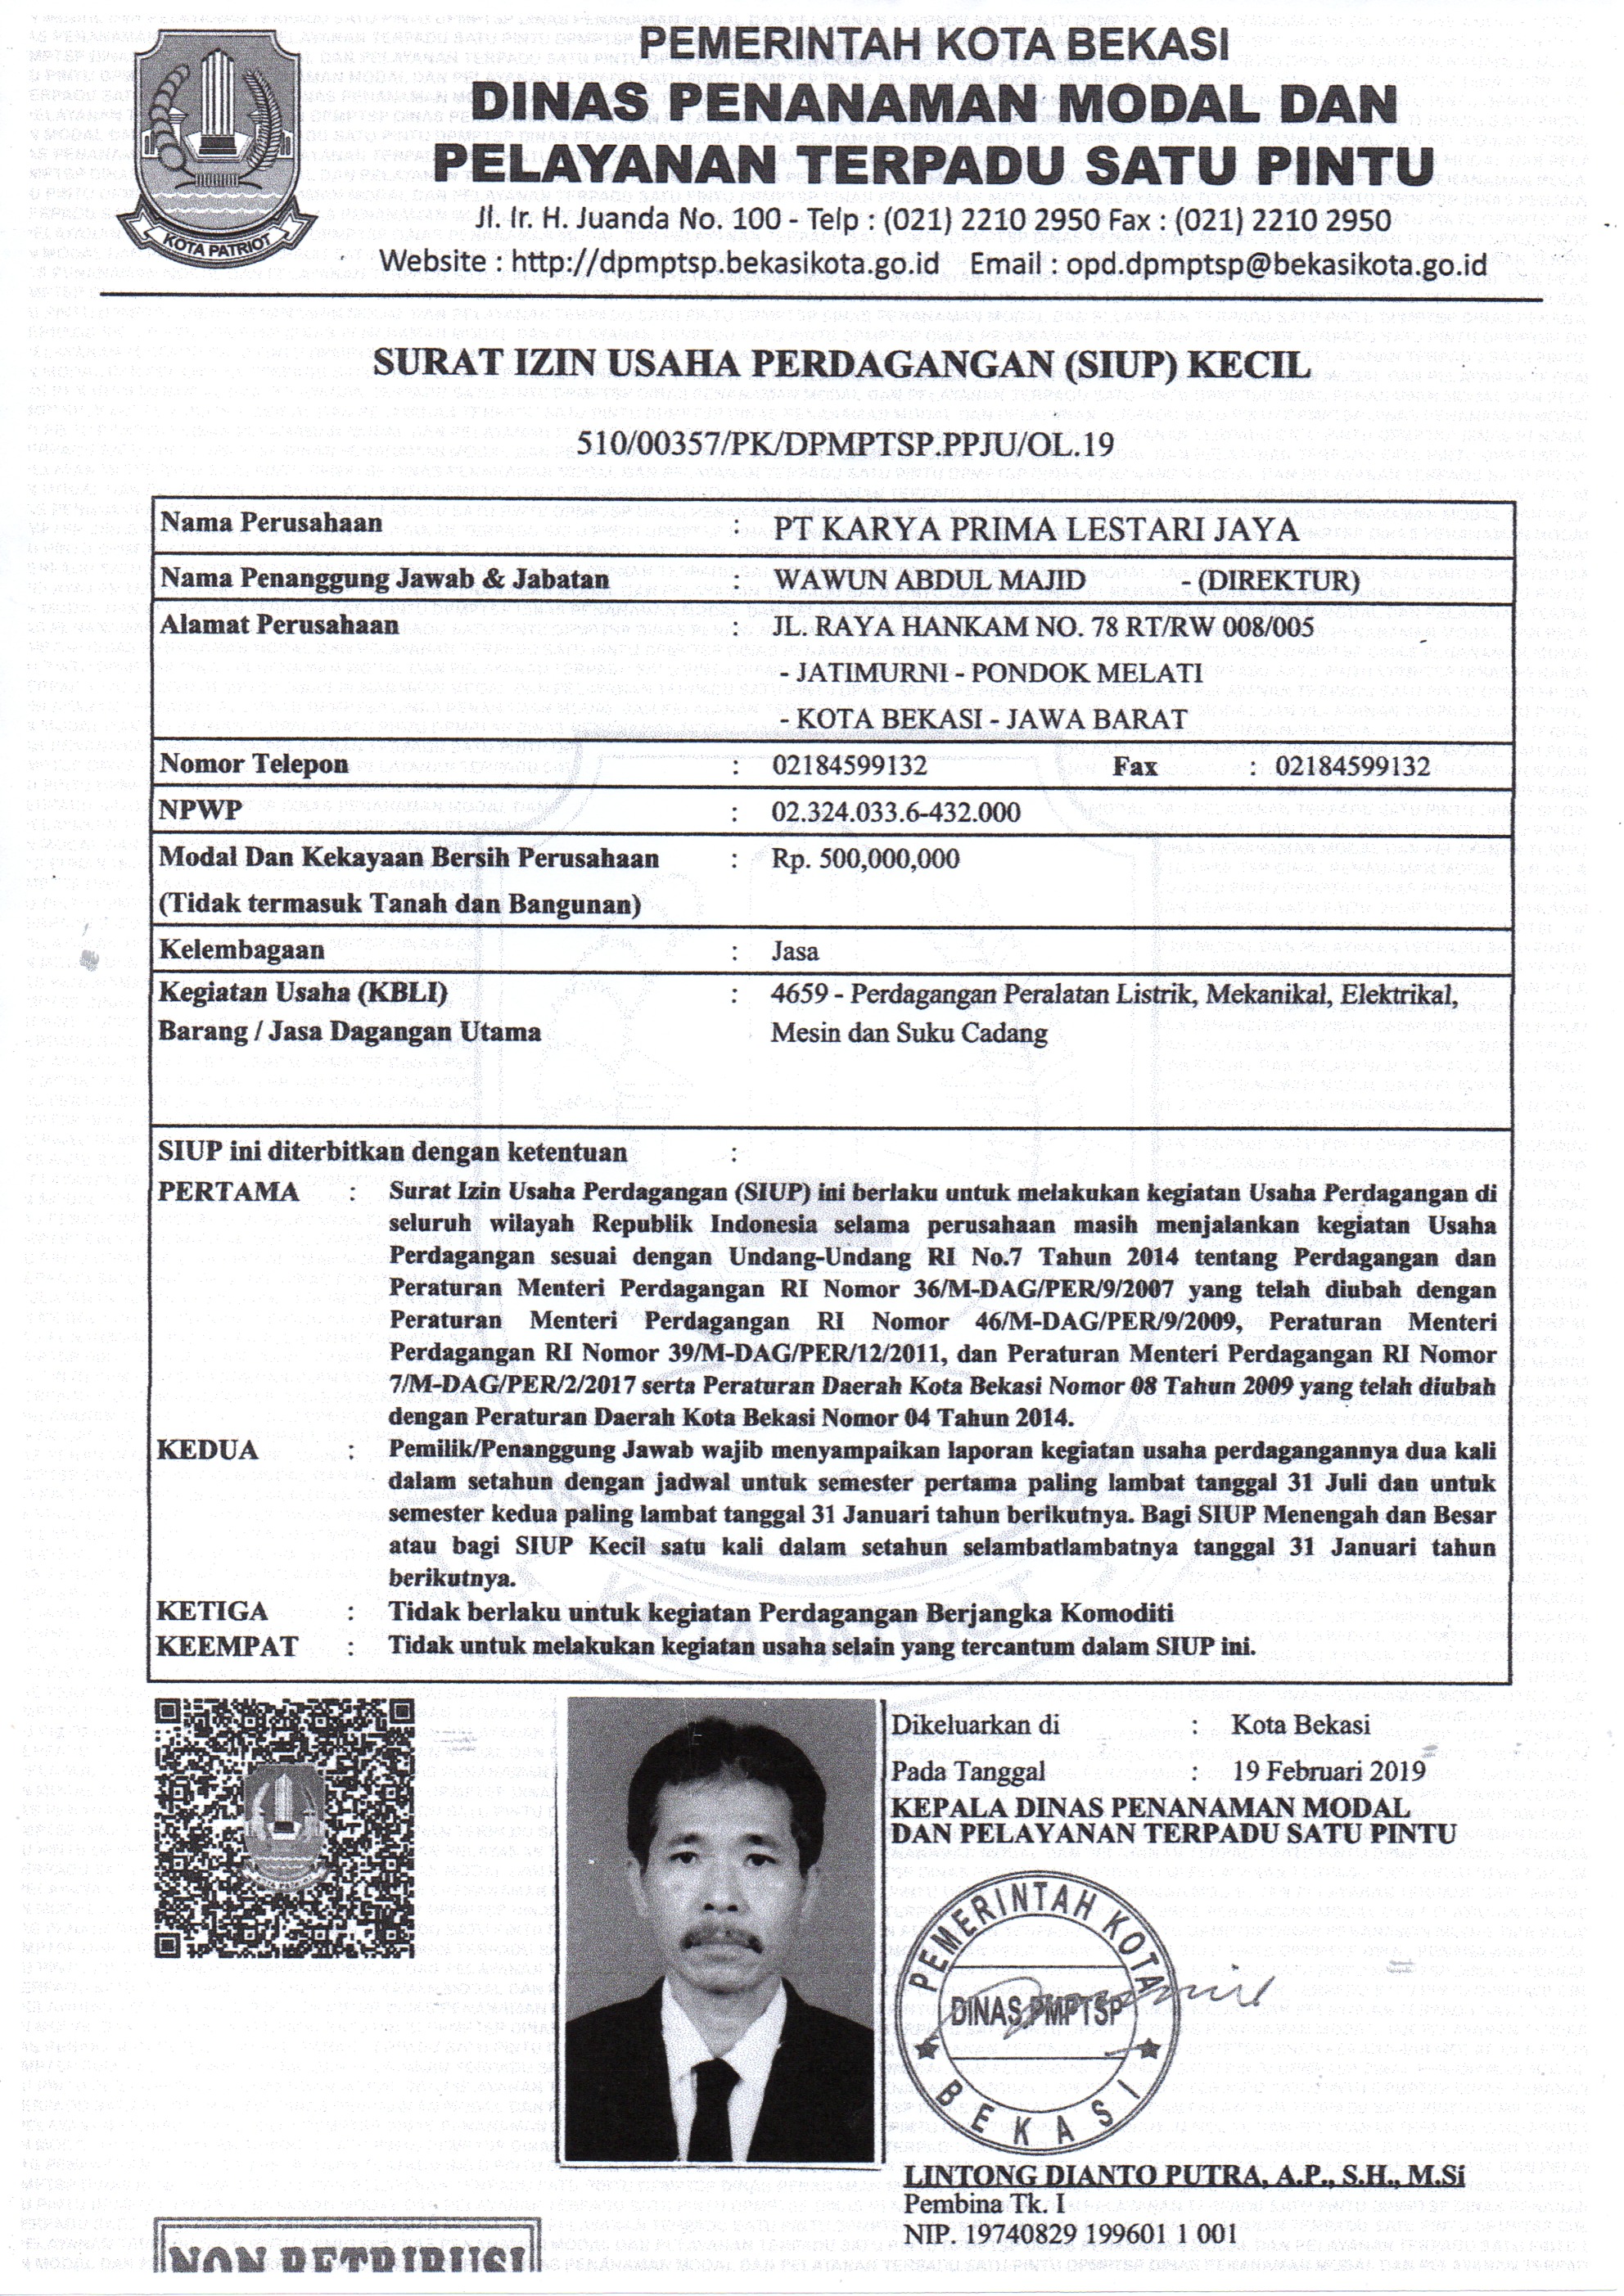 PEMERINTAH KOTA BEKASI
DINAS PENANAMAN MODAL DAN
PELAYANAN TERPADU SATU PINTU
Jl. Ir. H. Juanda No. 100 - Telp : (021) 2210 2950 Fax : (021) 2210 2950
Website : http://dpmptsp.bekasikota.go.id Email : opd.dpmptsp@bekasikota.go.id
KOTA PATRIOT
SURAT IZIN USAHA PERDAGANGAN (SIUP) KECIL
510/00357/PK/DPMPTSP.PPJU/OL.19
Nama Perusahaan : PT KARYA PRIMA LESTARI JAYA
Nama Penanggung Jawab & Jabatan : WAWUN ABDUL MAJID - (DIREKTUR)
Alamat Perusahaan : JL. RAYA HANKAM NO. 78 RT/RW 008/005
- JATIMURNI - PONDOK MELATI
- KOTA BEKASI - JAWA BARAT
Nomor Telepon : 02184599132 Fax : 02184599132
NPWP : 02.324.033.6-432.000
Modal Dan Kekayaan Bersih Perusahaan : Rp. 500,000,000
(Tidak termasuk Tanah dan Bangunan)
Kelembagaan : Jasa
Kegiatan Usaha (KBLI) : 4659 - Perdagangan Peralatan Listrik, Mekanikal, Elektrikal,
Barang / Jasa Dagangan Utama Mesin dan Suku Cadang
SIUP ini diterbitkan dengan ketentuan :
PERTAMA : Surat Izin Usaha Perdagangan (SIUP) ini berlaku untuk melakukan kegiatan Usaha Perdagangan di
seluruh wilayah Republik Indonesia selama perusahaan masih menjalankan kegiatan Usaha
Perdagangan sesuai dengan Undang-Undang RI No.7 Tahun 2014 tentang Perdagangan dan
Peraturan Menteri Perdagangan RI Nomor 36/M-DAG/PER/9/2007 yang telah diubah dengan
Peraturan Menteri Perdagangan RI Nomor 46/M-DAG/PER/9/2009, Peraturan Menteri
Perdagangan RI Nomor 39/M-DAG/PER/12/2011, dan Peraturan Menteri Perdagangan RI Nomor
7/M-DAG/PER/2/2017 serta Peraturan Daerah Kota Bekasi Nomor 08 Tahun 2009 yang telah diubah
dengan Peraturan Daerah Kota Bekasi Nomor 04 Tahun 2014.
KEDUA : Pemilik/Penanggung Jawab wajib menyampaikan laporan kegiatan usaha perdagangannya dua kali
dalam setahun dengan jadwal untuk semester pertama paling lambat tanggal 31 Juli dan untuk
semester kedua paling lambat tanggal 31 Januari tahun berikutnya. Bagi SIUP Menengah dan Besar
atau bagi SIUP Kecil satu kali dalam setahun selambatlambatnya tanggal 31 Januari tahun
berikutnya.
KETIGA : Tidak berlaku untuk kegiatan Perdagangan Berjangka Komoditi
KEEMPAT : Tidak untuk melakukan kegiatan usaha selain yang tercantum dalam SIUP ini.
Dikeluarkan di : Kota Bekasi
Pada Tanggal : 19 Februari 2019
KEPALA DINAS PENANAMAN MODAL
DAN PELAYANAN TERPADU SATU PINTU
PEMERINTAH KOTA
DINAS PMPTSP
BEKASI
LINTONG DIANTO PUTRA, A.P., S.H., M.Si
Pembina Tk. I
NIP. 19740829 199601 1 001
NON RETRIBUSI